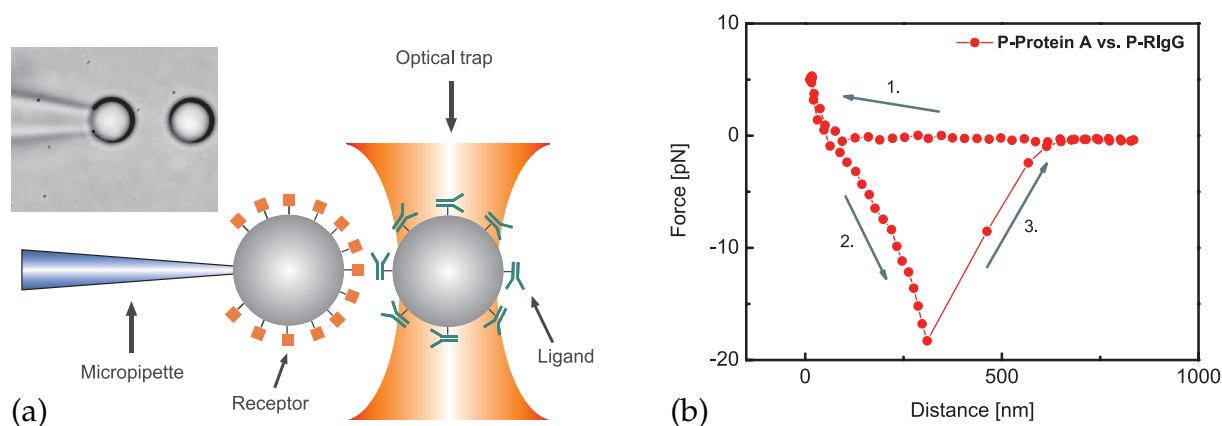 Optical trap
Micropipette
Receptor
Ligand
(a)
P-Protein A vs. P-RIgG
1.
2.
3.
10
5
0
-10
-20
Force [pN]
0
500
1000
Distance [nm]
(b)